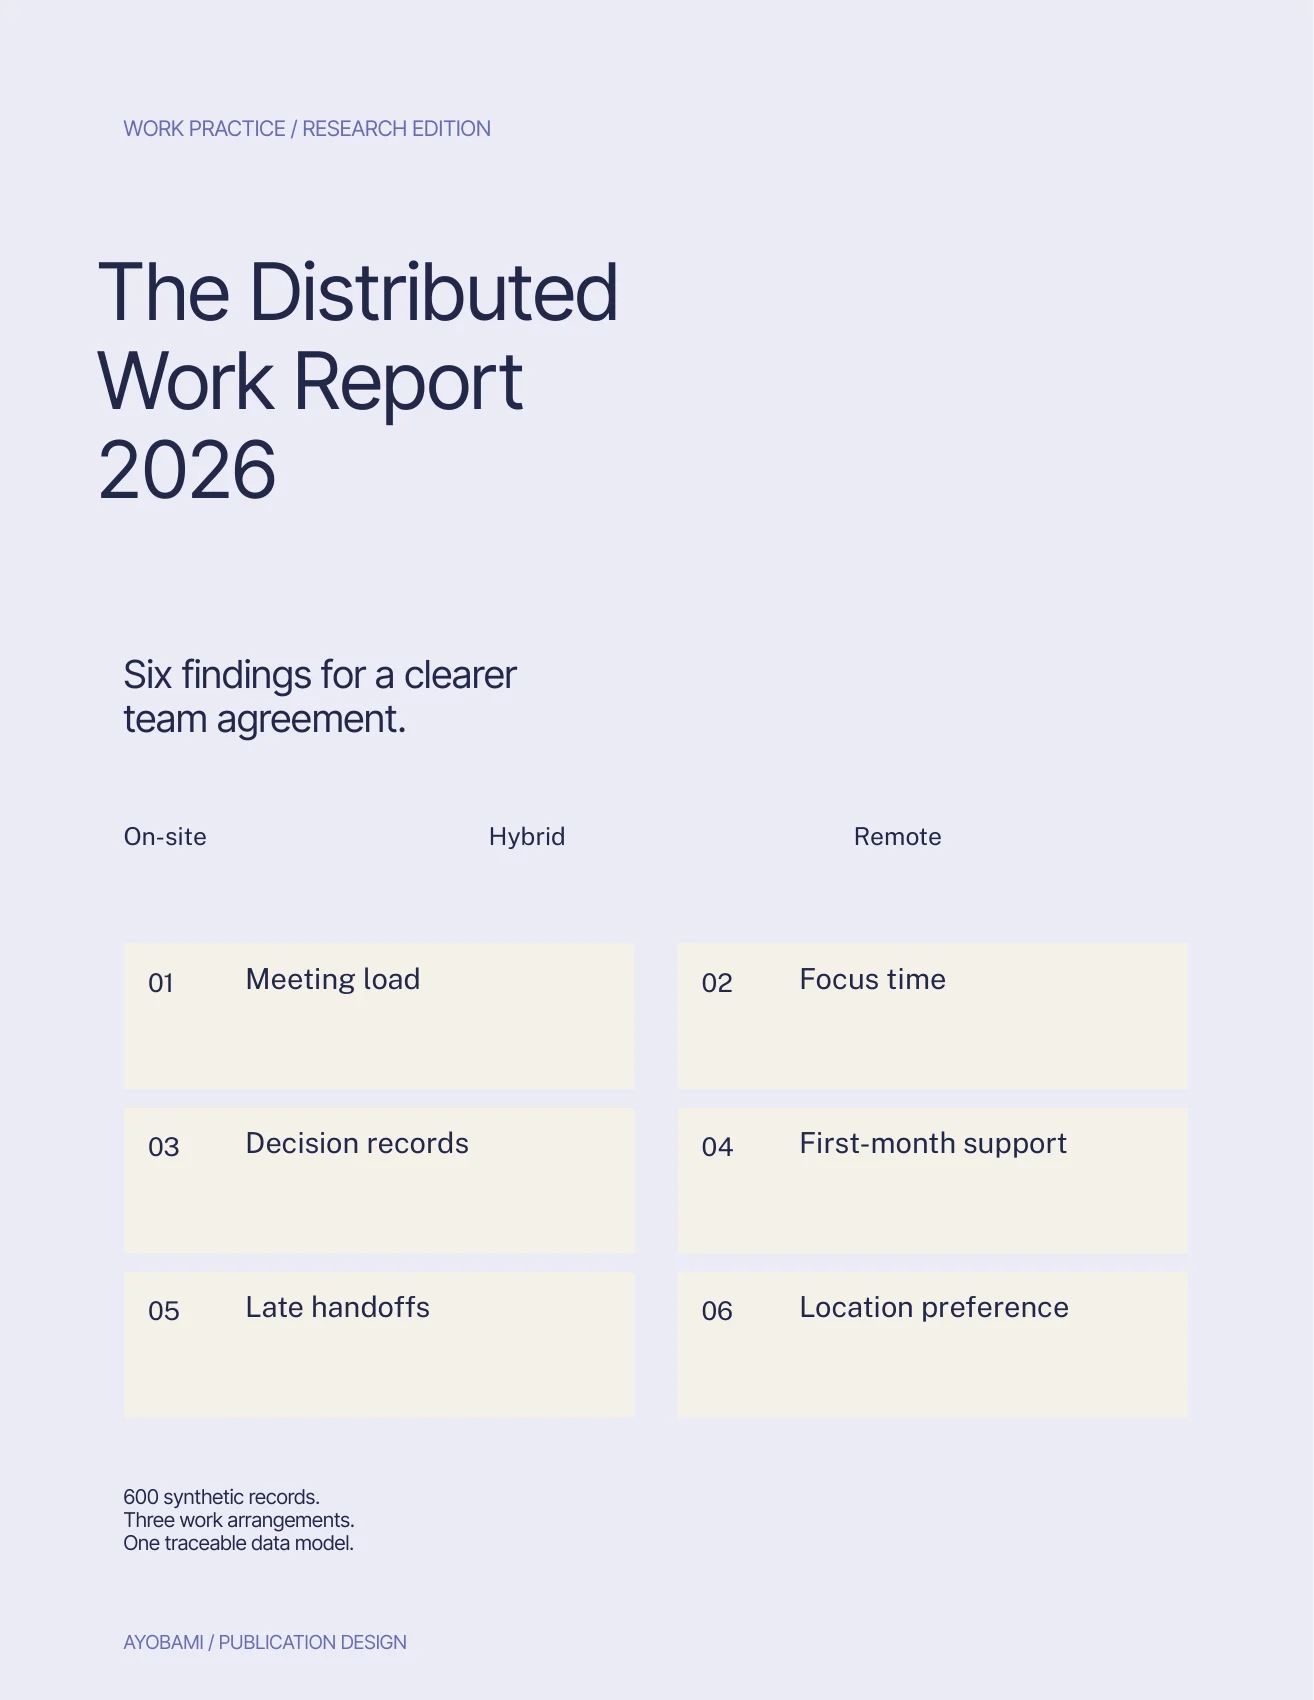 WORK PRACTICE / RESEARCH EDITION
The Distributed
Work Report
2026
Six findings for a clearer
team agreement.
On-site
Hybrid
Remote
01 Meeting load
02 Focus time
03 Decision records
04 First-month support
05 Late handoffs
06 Location preference
600 synthetic records.
Three work arrangements.
One traceable data model.
AYOBAMI / PUBLICATION DESIGN